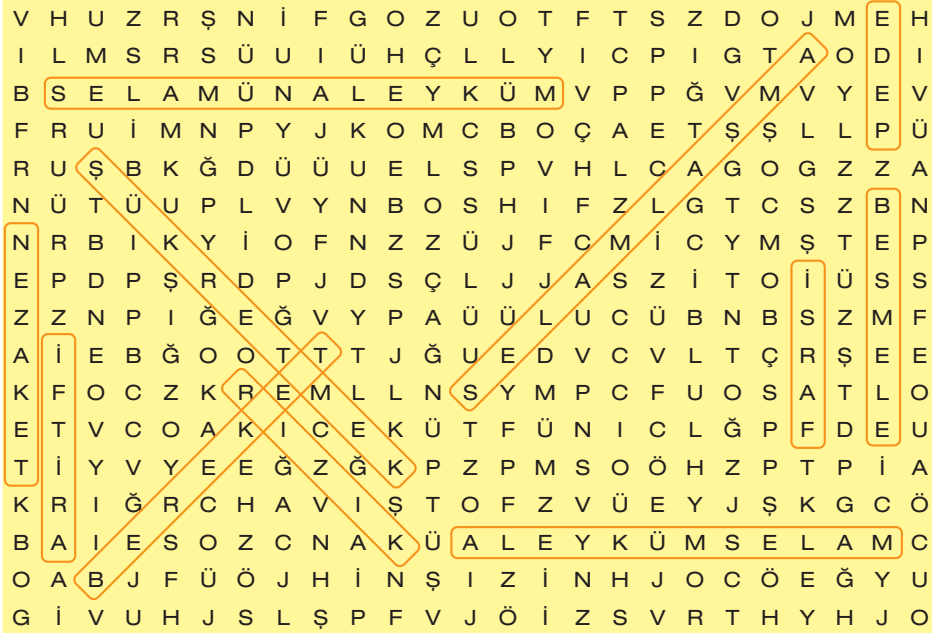 V H U Z R Ş N İ F G O Z U O T F T S Z D O J M E H
I L M S R S Ü U I Ü H Ç L L Y I C P I G T A O D I
B S E L A M Ü N A L E Y K Ü M V P P Ğ V M V Y E V
F R U İ M N P Y J K O M C B O Ç A E T Ş Ş L L P Ü
R U Ş B K Ğ D Ü Ü U E L S P V H L C A G O G Z Z A
N Ü T Ü U P L V Y N B O S H I F Z L G T C S Z B N
N R B I K Y İ O F N Z Z Ü J F C M İ C Y M Ş T E P
E P D P Ş R D P J D S Ç L J J A S Z İ T O İ Ü S S
Z Z N P I Ğ E Ğ V Y P A Ü Ü L U C Ü B N B S Z M F
A İ E B Ğ O O T T T J Ğ U E D V C V L T Ç R Ş E E
K F O C Z K R E M L L N S Y M P C F U O S A T L O
E T V C O A K I C E K Ü T F Ü N I C L Ğ P F D E U
T İ Y V Y E E Ğ Z Ğ K P Z P M S O Ö H Z P T P İ A
K R I Ğ R C H A V I Ş T O F Z V Ü E Y J Ş K G C Ö
B A I E S O Z C N A K Ü A L E Y K Ü M S E L A M C
O A B J F Ü Ö J H İ N Ş I Z İ N H J O C Ö E Ğ Y U
G İ V U H J S L Ş P F V J Ö İ Z S V R T H Y H J O